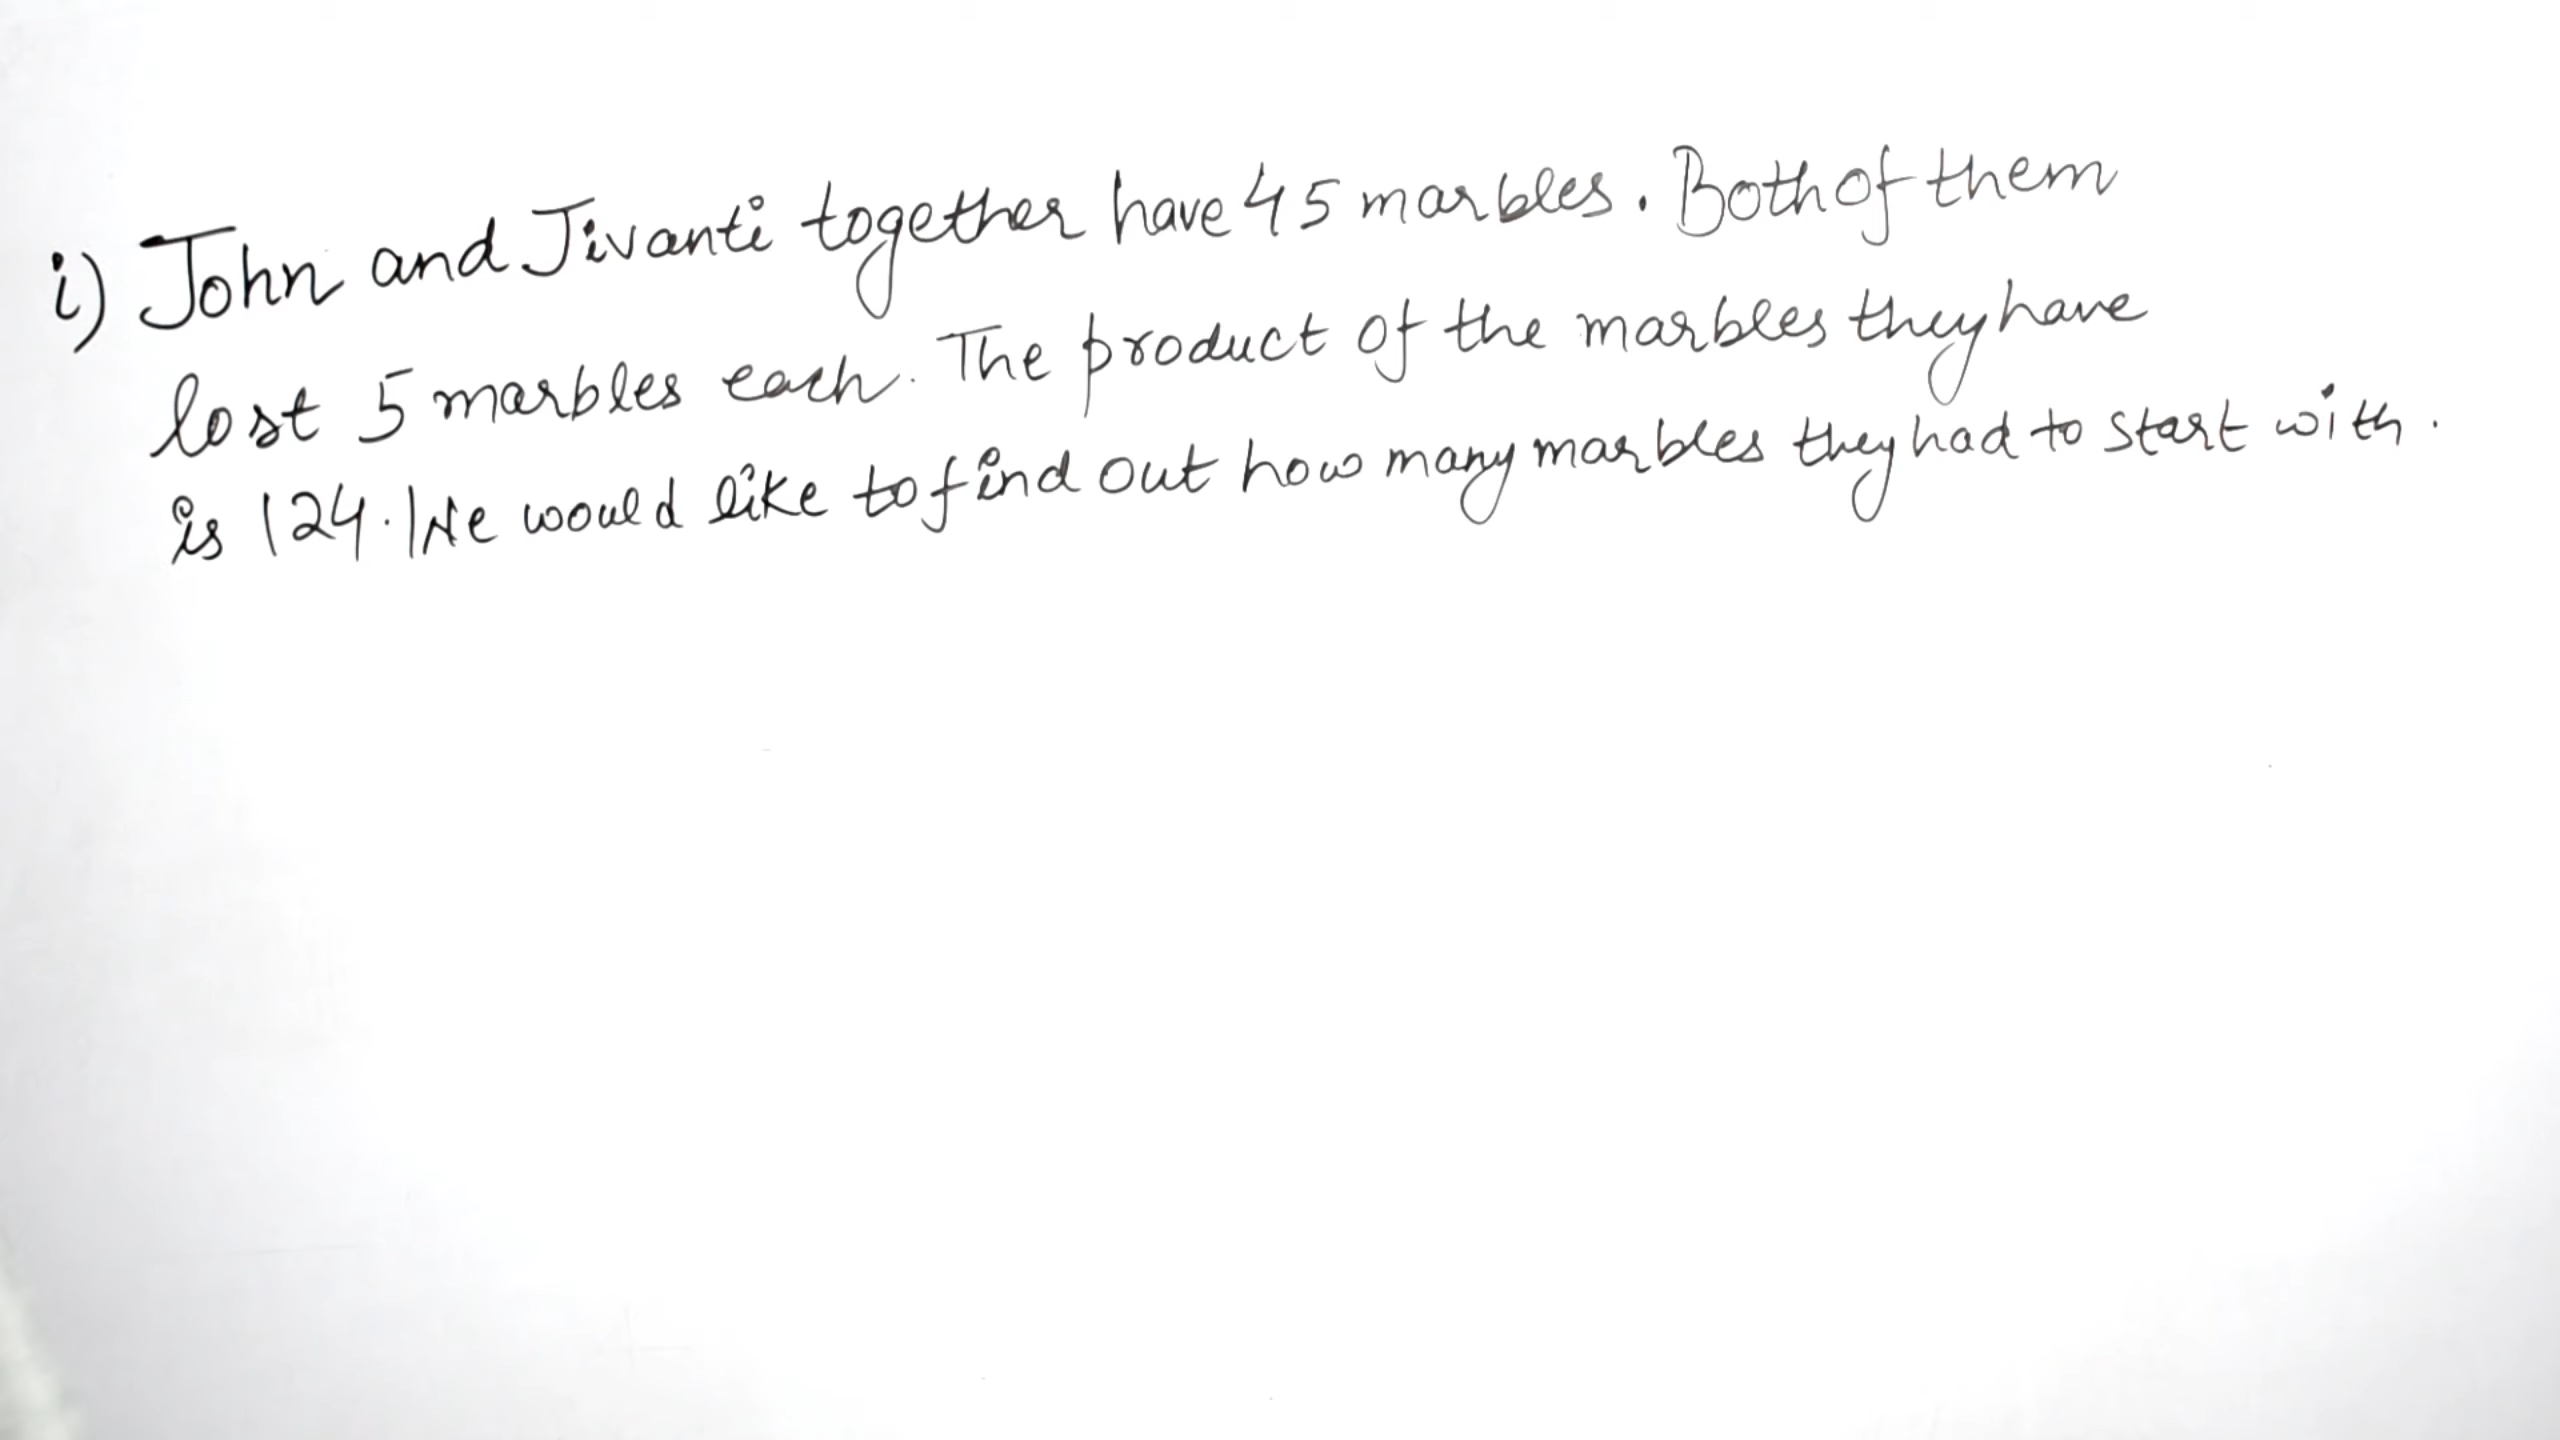 i) John and Jivanti together have 45 marbles. Both of them
lost 5 marbles each. The product of the marbles they have
is 124. We would like to find out how many marbles they had to start with.